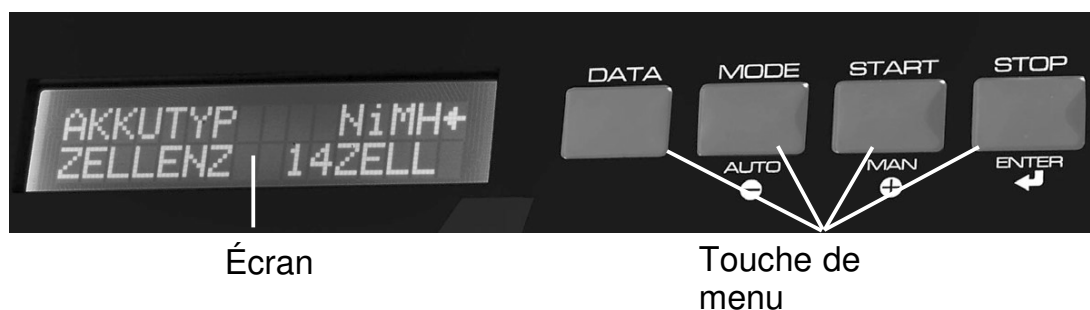 DATA MODE START STOP
AKKUTYP NiMH
ZELLENZ 14ZELL
AUTO MAN ENTER
Écran
Touche de
menu